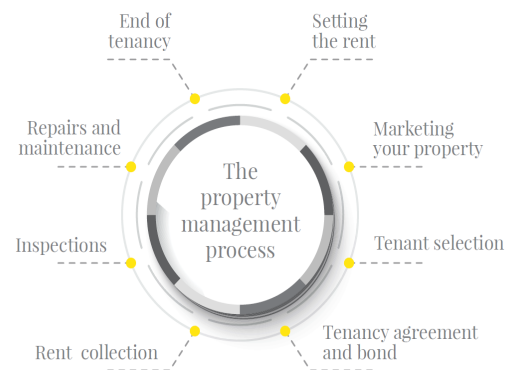 End of
tenancy
Setting
the rent
Repairs and
maintenance
Marketing
your property
The
property
management
process
Inspections
Tenant selection
Rent collection
Tenancy agreement
and bond